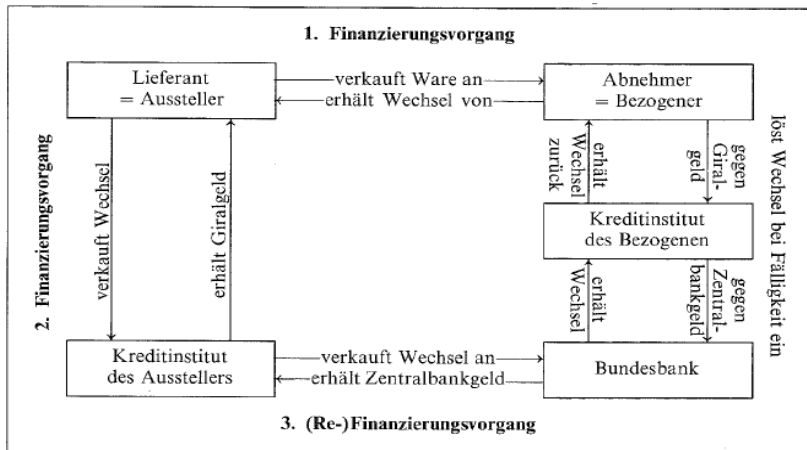 1. Finanzierungsvorgang
Lieferant
= Aussteller
verkauft Ware an
erhält Wechsel von
Abnehmer
= Bezogener
2. Finanzierungsvorgang
verkauft Wechsel
erhält Giralgeld
erhält
Wechsel
zurück
gegen
Giral-
geld
löst Wechsel bei Fälligkeit ein
Kreditinstitut
des Bezogenen
erhält
Wechsel
gegen
Zentral-
bankgeld
Kreditinstitut
des Ausstellers
verkauft Wechsel an
erhält Zentralbankgeld
Bundesbank
3. (Re-)Finanzierungsvorgang